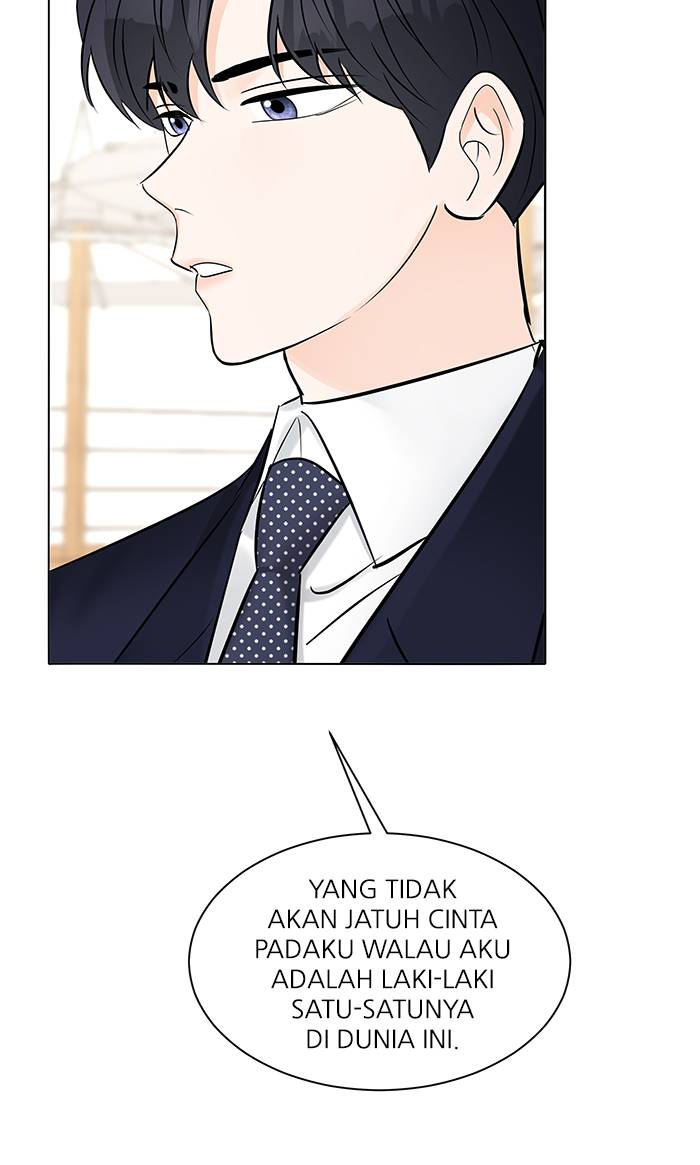 YANG TIDAK
AKAN JATUH CINTA
PADAKU WALAU AKU
ADALAH LAKI-LAKI
SATU-SATUNYA
DI DUNIA INI.